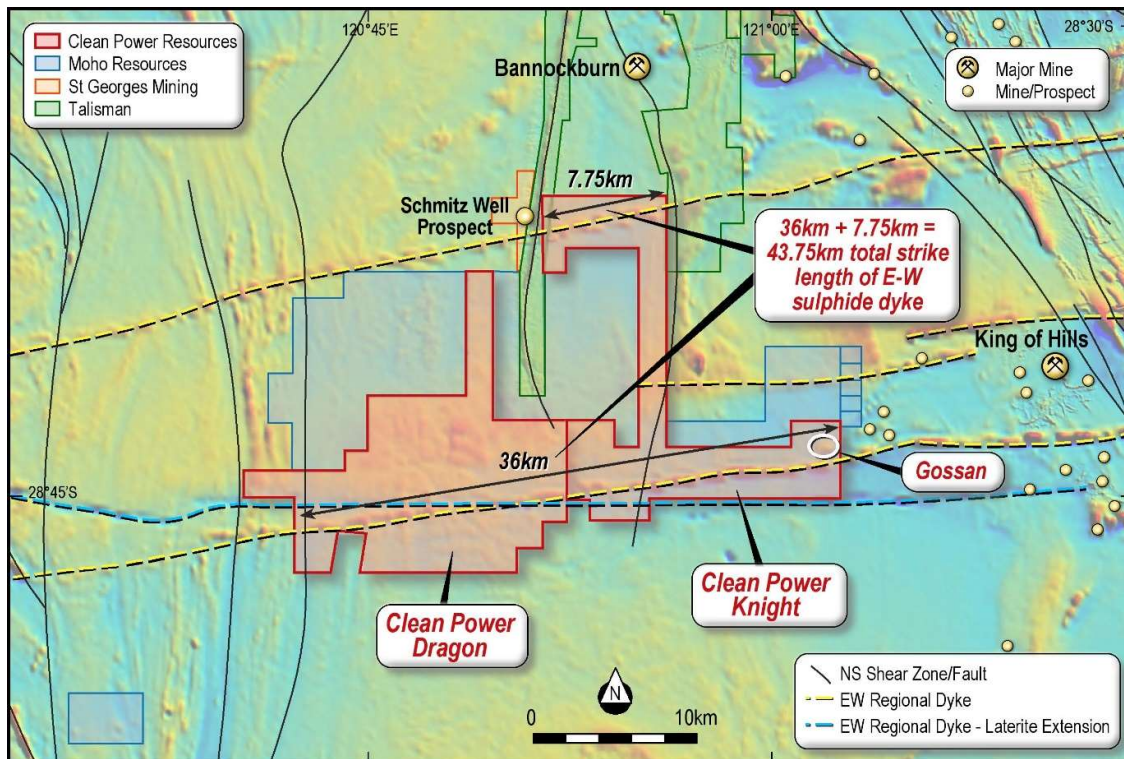 120°45'E
121°00'E
28°30'S
Clean Power Resources
Moho Resources
St Georges Mining
Talisman
Bannockburn
Major Mine
Mine/Prospect
7.75km
Schmitz Well
Prospect
36km + 7.75km =
43.75km total strike
length of E-W
sulphide dyke
King of Hills
36km
Gossan
28°45'S
Clean Power
Knight
Clean Power
Dragon
N
0 10km
NS Shear Zone/Fault
EW Regional Dyke
EW Regional Dyke - Laterite Extension